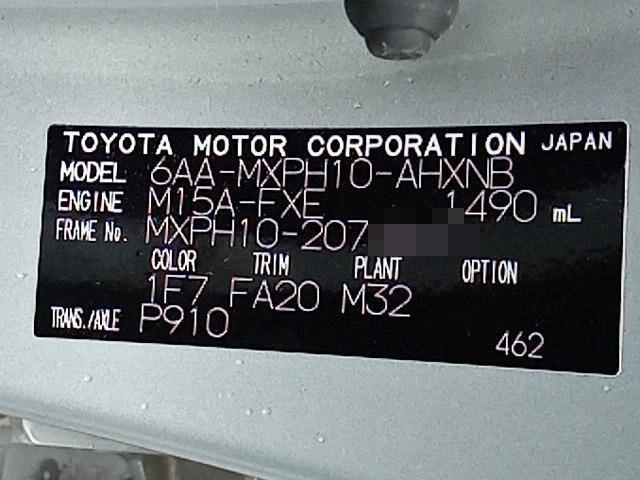 TOYOTA MOTOR CORPORATION JAPAN
MODEL 6AA-MXPH10-AHXNB
ENGINE M15A-FXE 1490 mL
FRAME No. MXPH10-207
COLOR TRIM PLANT OPTION
1F7 FA20 M32
TRANS./AXLE P910
462